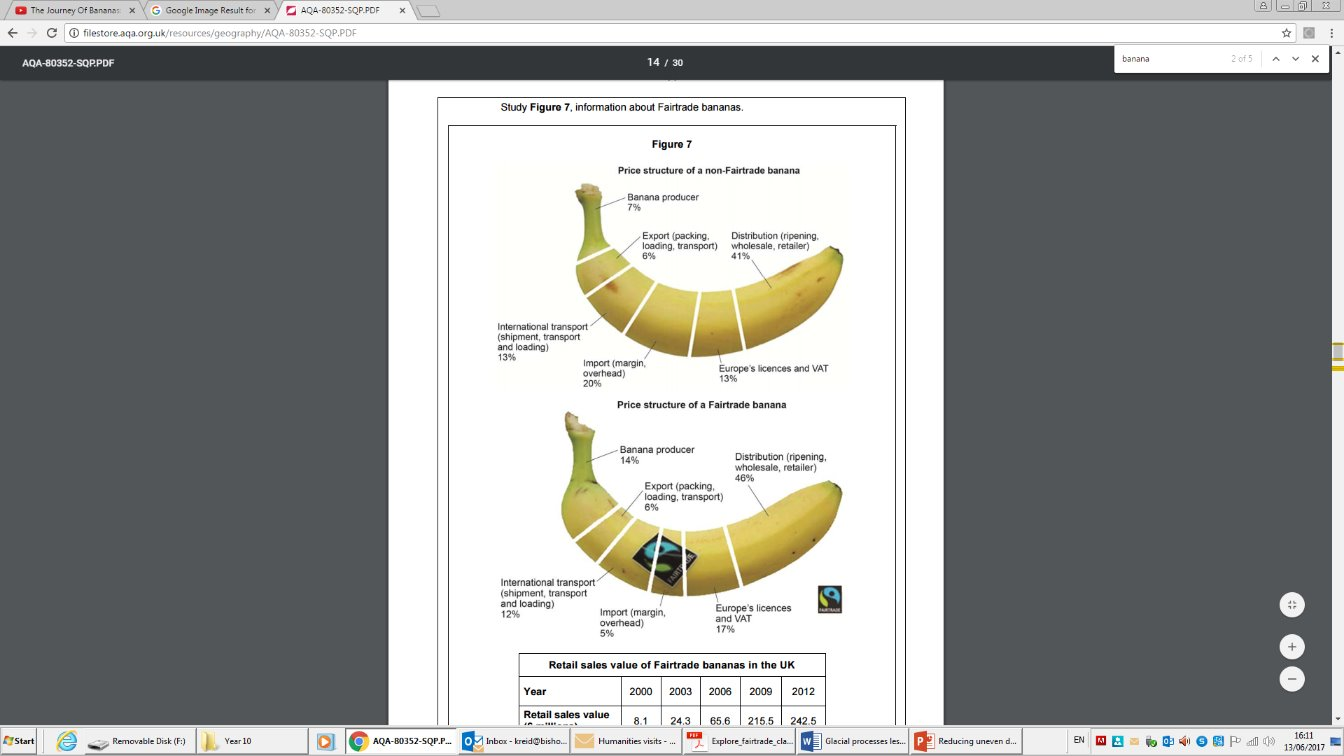 The Journey Of Bananas:
Google Image Result for
AQA-80352-SQP.PDF
filestore.aqa.org.uk/resources/geography/AQA-80352-SQP.PDF
AQA-80352-SQP.PDF
14 / 30
banana
2 of 5
Study Figure 7, information about Fairtrade bananas.
Figure 7
Price structure of a non-Fairtrade banana
Banana producer
7%
Export (packing,
loading, transport)
6%
Distribution (ripening,
wholesale, retailer)
41%
International transport
(shipment, transport
and loading)
13%
Import (margin,
overhead)
20%
Europe's licences and VAT
13%
Price structure of a Fairtrade banana
Banana producer
14%
Export (packing,
loading, transport)
6%
Distribution (ripening,
wholesale, retailer)
46%
FAIRTRADE
International transport
(shipment, transport
and loading)
12%
Import (margin,
overhead)
5%
Europe's licences
and VAT
17%
FAIRTRADE
Retail sales value of Fairtrade bananas in the UK
Year 2000 2003 2006 2009 2012
Retail sales value 8.1 24.3 65.6 215.5 242.5
Start
Removable Disk (F:)
Year 10
AQA-80352-SQP.P...
Inbox - kreid@bisho...
Humanities visits - ...
Explore_fairtrade_cla...
Glacial processes les...
Reducing uneven d...
EN
16:11
13/06/2017